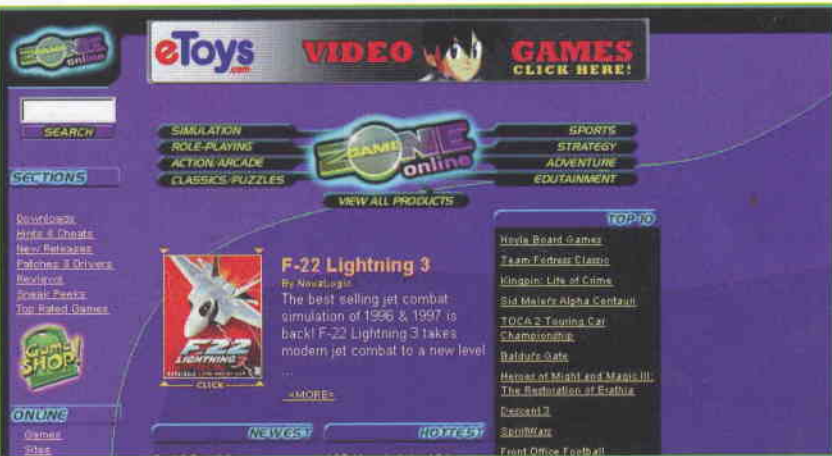 GAME ZONE online
eToys.com
VIDEO GAMES
CLICK HERE!
SEARCH
SIMULATION
ROLE-PLAYING
ACTION/ARCADE
CLASSICS/PUZZLES
GAME ZONE online
SPORTS
STRATEGY
ADVENTURE
EDUTAINMENT
VIEW ALL PRODUCTS
SECTIONS
Downloads
Hints & Cheats
New Releases
Patches & Drivers
Reviews
Sneak Peeks
Top Rated Games
Game SHOP!
ONLINE
Games
Sites
F-22 LIGHTNING 3
CLICK
F-22 Lightning 3
By NovaLogic
The best selling jet combat
simulation of 1996 & 1997 is
back! F-22 Lightning 3 takes
modern jet combat to a new level
...
<MORE>
NEWEST
HOTTEST
TOP 10
Hoyle Board Games
Team Fortress Classic
Kingpin: Life of Crime
Sid Meier's Alpha Centauri
TOCA 2 Touring Car
Championship
Baldur's Gate
Heroes of Might and Magic III:
The Restoration of Erathia
Descent 3
SpiritWars
Front Office Football